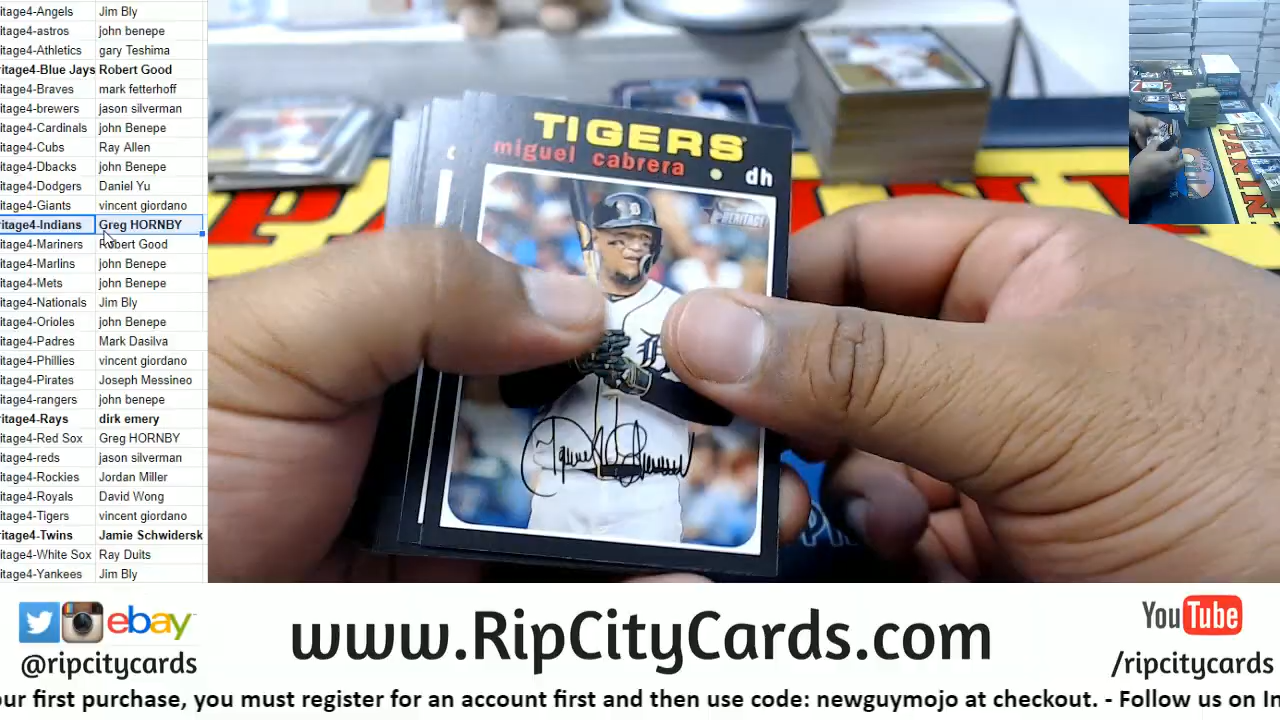 itage4-Angels Jim Bly
itage4-astros john benepe
itage4-Athletics gary Teshima
itage4-Blue Jays Robert Good
itage4-Braves mark fetterhoff
itage4-brewers jason silverman
itage4-Cardinals john Benepe
itage4-Cubs Ray Allen
itage4-Dbacks john Benepe
itage4-Dodgers Daniel Yu
itage4-Giants vincent giordano
ritage4-Indians Greg HORNBY
itage4-Mariners Robert Good
itage4-Marlins john Benepe
itage4-Mets john Benepe
itage4-Nationals Jim Bly
itage4-Orioles john Benepe
itage4-Padres Mark Dasilva
itage4-Phillies vincent giordano
itage4-Pirates Joseph Messineo
itage4-rangers john benepe
ritage4-Rays dirk emery
itage4-Red Sox Greg HORNBY
itage4-reds jason silverman
itage4-Rockies Jordan Miller
itage4-Royals David Wong
itage4-Tigers vincent giordano
ritage4-Twins Jamie Schwidersk
itage4-White Sox Ray Duits
itage4-Yankees Jim Bly
TIGERS
miguel cabrera • dh
HERITAGE
PANIN
ebay
@ripcitycards
www.RipCityCards.com
YouTube
/ripcitycards
our first purchase, you must register for an account first and then use code: newguymojo at checkout. - Follow us on In